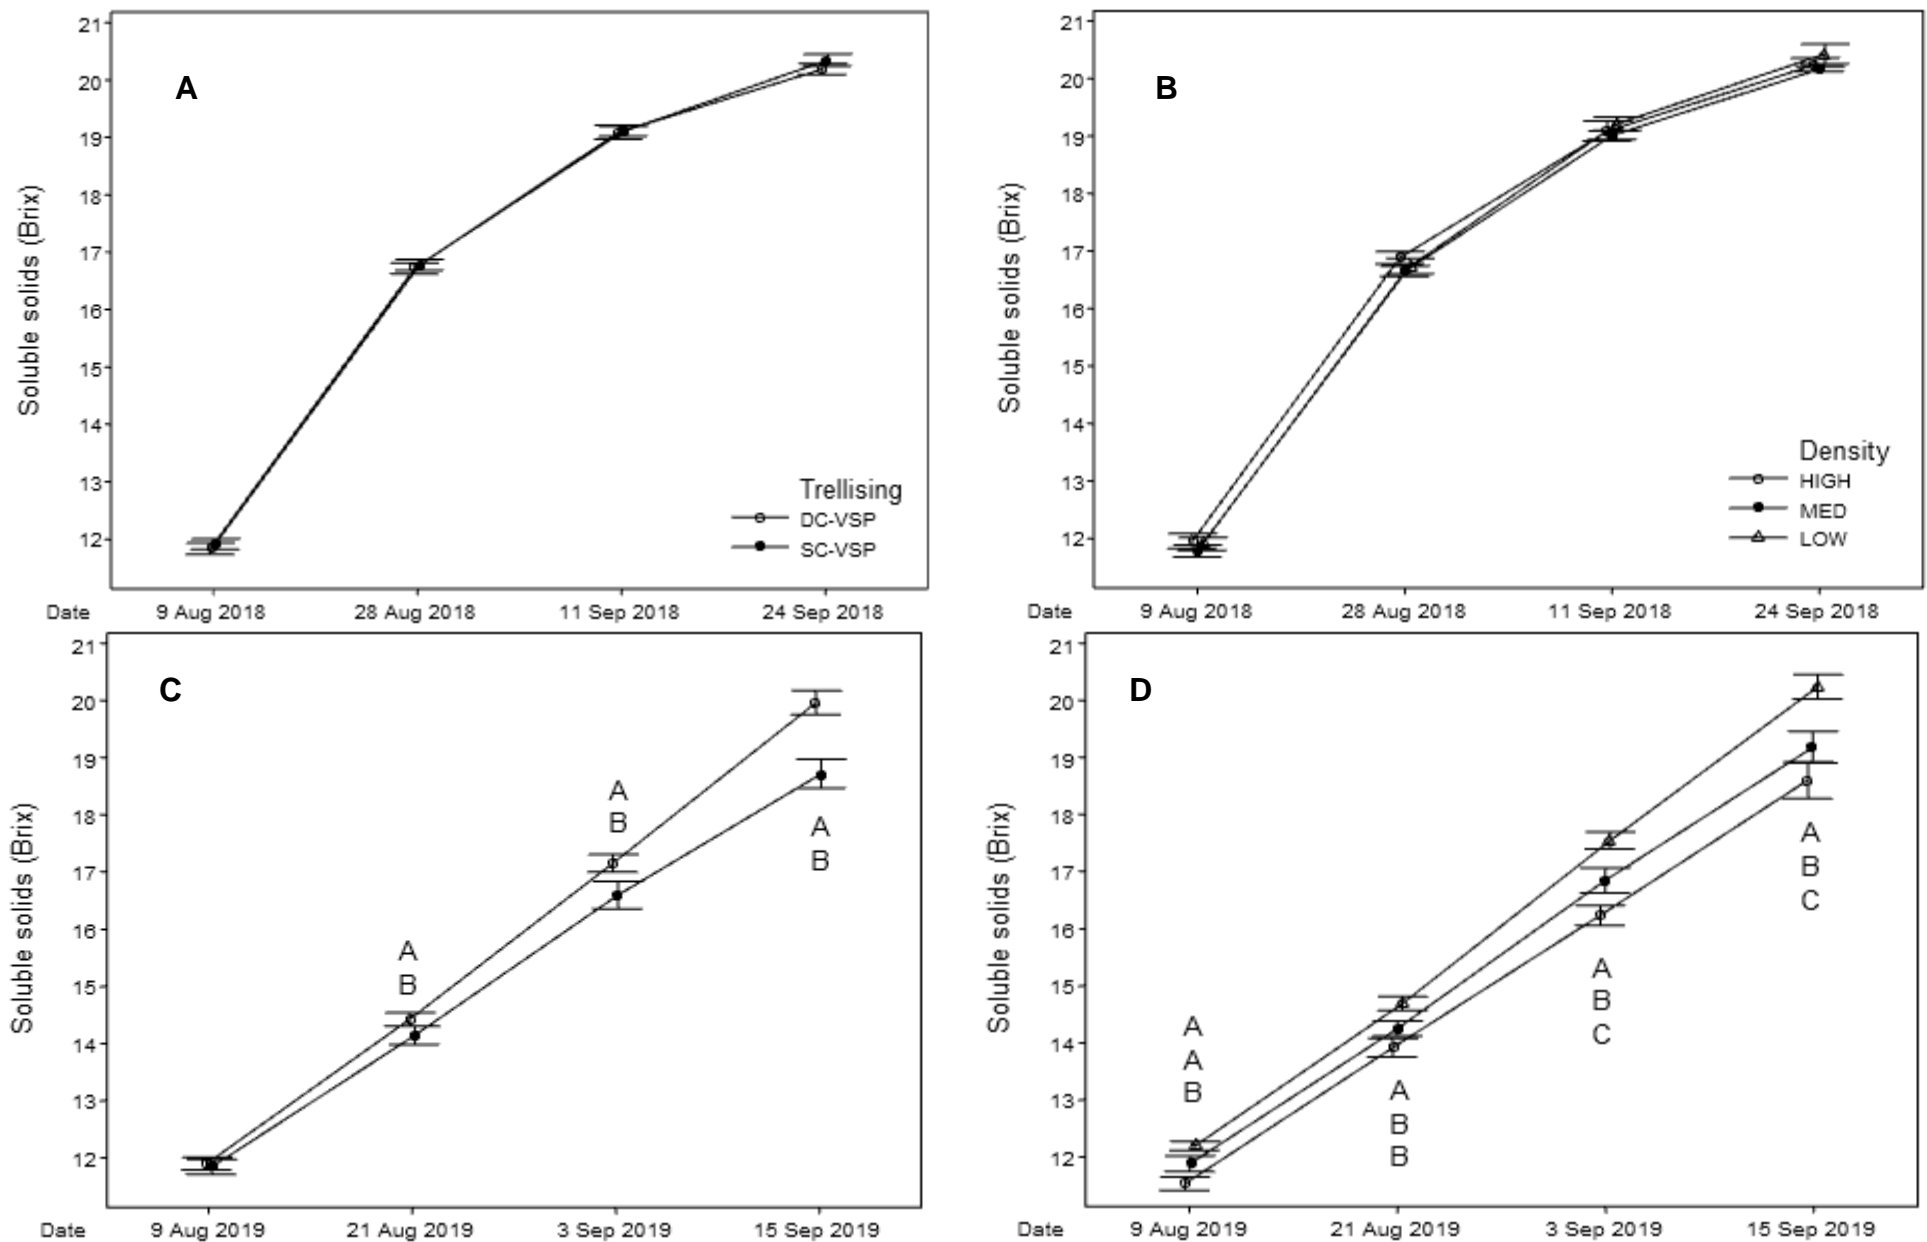 A
Soluble solids (Brix)
21
20
19
18
17
16
15
14
13
12
Trellising
DC-VSP
SC-VSP
Date
9 Aug 2018
28 Aug 2018
11 Sep 2018
24 Sep 2018
B
Soluble solids (Brix)
21
20
19
18
17
16
15
14
13
12
Density
HIGH
MED
LOW
Date
9 Aug 2018
28 Aug 2018
11 Sep 2018
24 Sep 2018
C
Soluble solids (Brix)
21
20
19
18
17
16
15
14
13
12
A
B
A
B
A
B
Date
9 Aug 2019
21 Aug 2019
3 Sep 2019
15 Sep 2019
D
Soluble solids (Brix)
21
20
19
18
17
16
15
14
13
12
A
A
B
A
B
B
A
B
C
A
B
C
Date
9 Aug 2019
21 Aug 2019
3 Sep 2019
15 Sep 2019